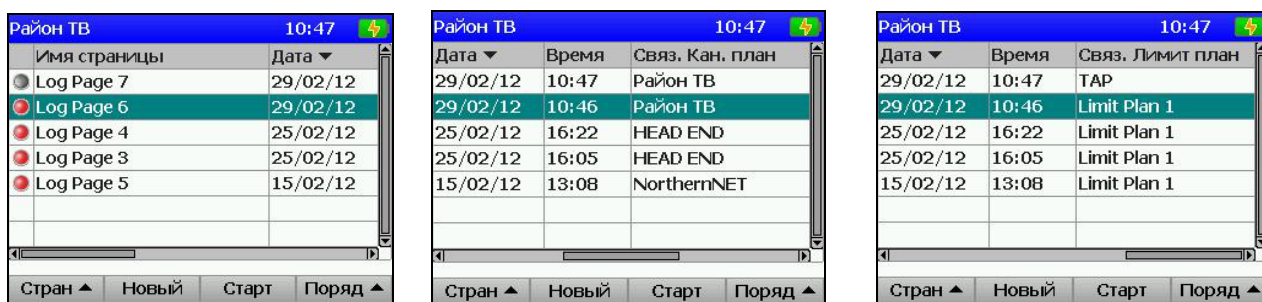 Район ТВ 10:47
Имя страницы Дата
Log Page 7 29/02/12
Log Page 6 29/02/12
Log Page 4 25/02/12
Log Page 3 25/02/12
Log Page 5 15/02/12
Стран Новый Старт Поряд
Район ТВ 10:47
Дата Время Связ. Кан. план
29/02/12 10:47 Район ТВ
29/02/12 10:46 Район ТВ
25/02/12 16:22 HEAD END
25/02/12 16:05 HEAD END
15/02/12 13:08 NorthernNET
Стран Новый Старт Поряд
Район ТВ 10:47
Дата Время Связ. Лимит план
29/02/12 10:47 TAP
29/02/12 10:46 Limit Plan 1
25/02/12 16:22 Limit Plan 1
25/02/12 16:05 Limit Plan 1
15/02/12 13:08 Limit Plan 1
Стран Новый Старт Поряд